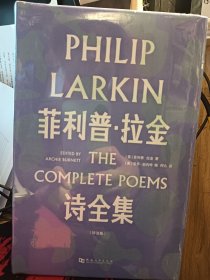 PHILIP
LARKIN
菲利普·拉金
EDITED BY
ARCHIE BURNETT
THE
COMPLETE POEMS
诗全集